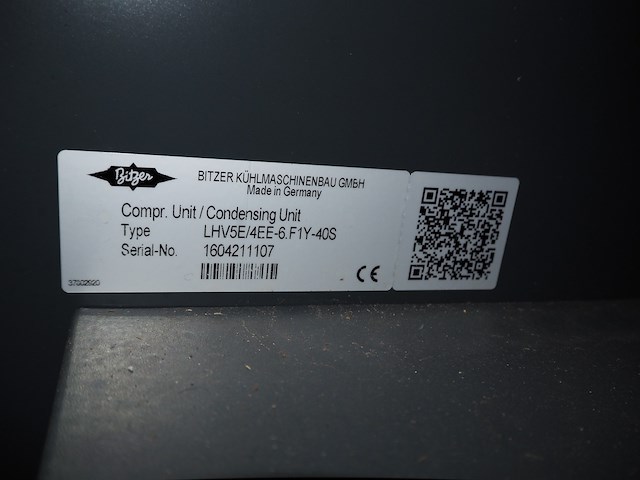 Bitzer
BITZER KÜHLMASCHINENBAU GMBH
Made in Germany
Compr. Unit / Condensing Unit
Type LHV5E/4EE-6.F1Y-40S
Serial-No. 1604211107
CE